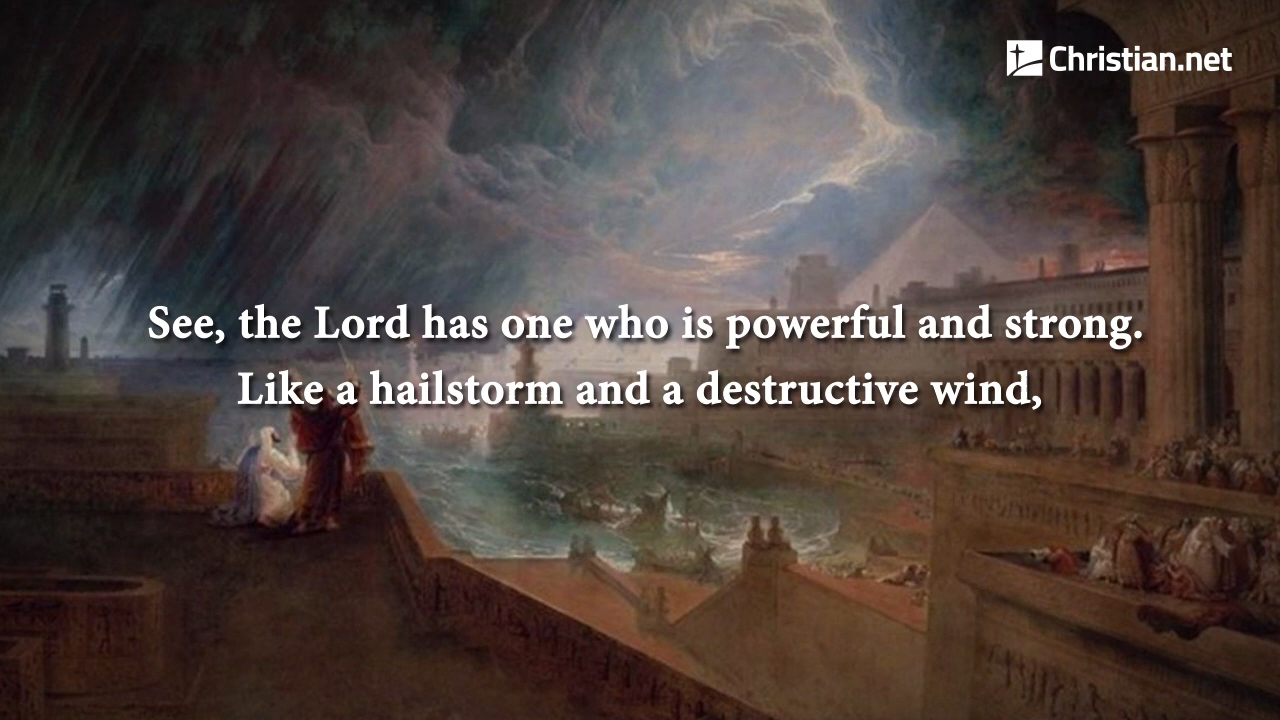 Christian.net
See, the Lord has one who is powerful and strong.
Like a hailstorm and a destructive wind,